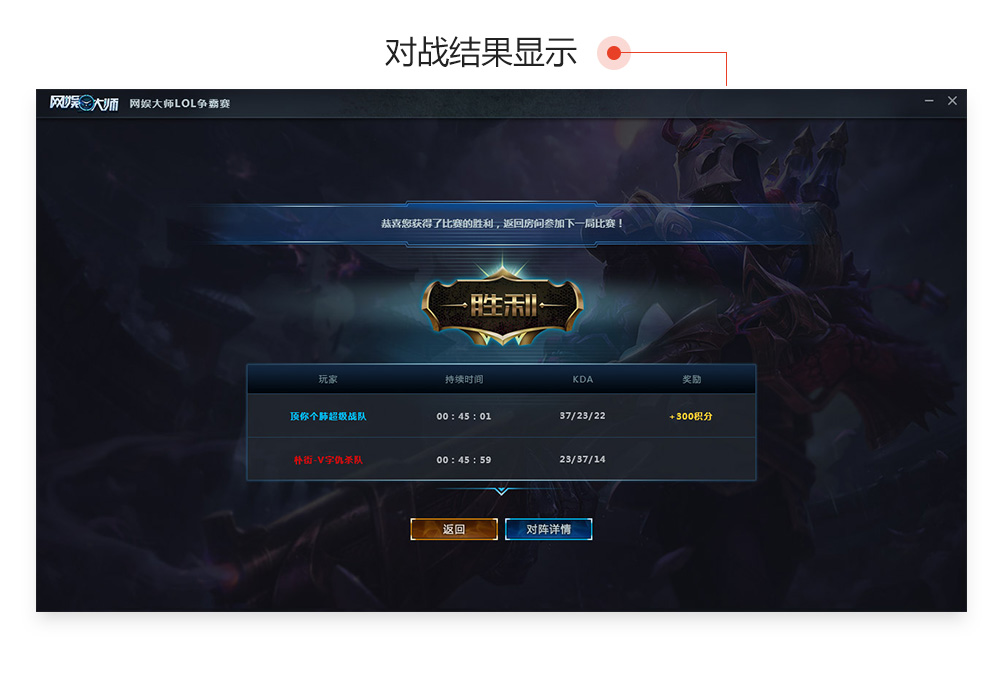 对战结果显示
网娱大师 网娱大师LOL争霸赛
恭喜您获得了比赛的胜利，返回房间参加下一局比赛！
胜利
玩家 持续时间 KDA 奖励
顶你个肺超级战队 00：45：01 37/23/22 +300积分
朴街-V字仇杀队 00：45：59 23/37/14
返回 对阵详情